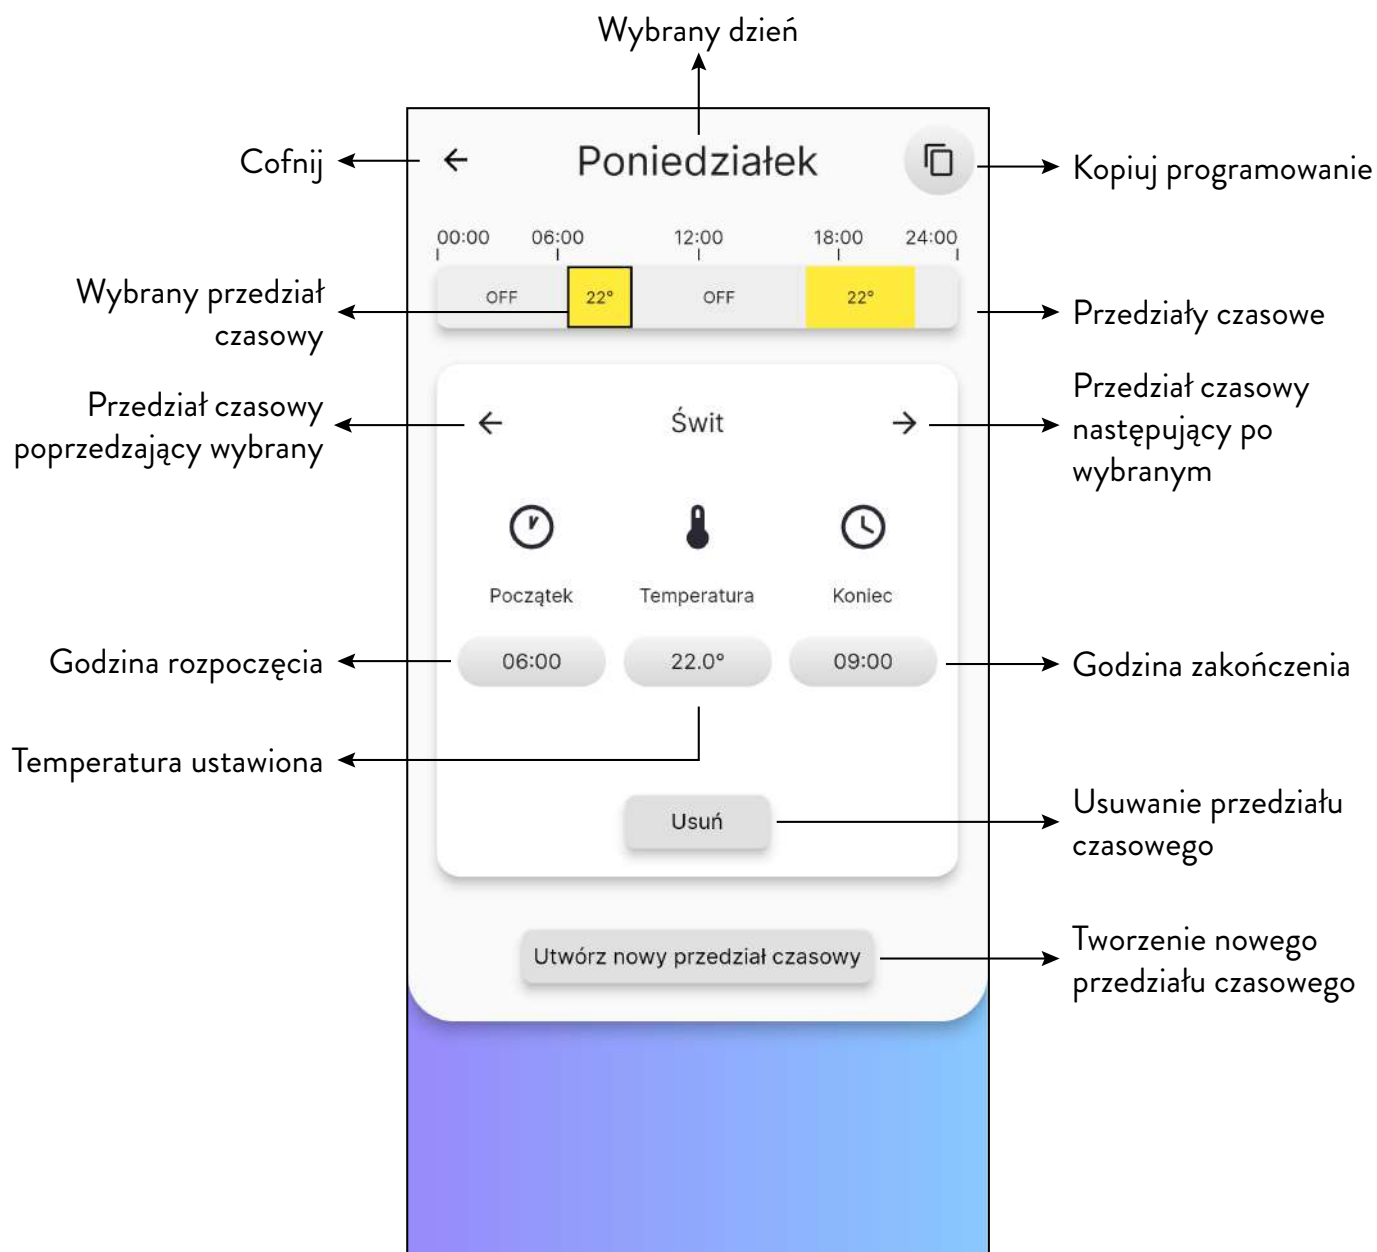 Wybrany dzień
Cofnij
Poniedziałek
Kopiuj programowanie
00:00 06:00 12:00 18:00 24:00
Wybrany przedział
czasowy
OFF 22° OFF 22°
Przedziały czasowe
Przedział czasowy
poprzedzający wybrany
Świt
Przedział czasowy
następujący po
wybranym
Początek Temperatura Koniec
Godzina rozpoczęcia
06:00 22.0° 09:00
Godzina zakończenia
Temperatura ustawiona
Usuń
Usuwanie przedziału
czasowego
Utwórz nowy przedział czasowy
Tworzenie nowego
przedziału czasowego